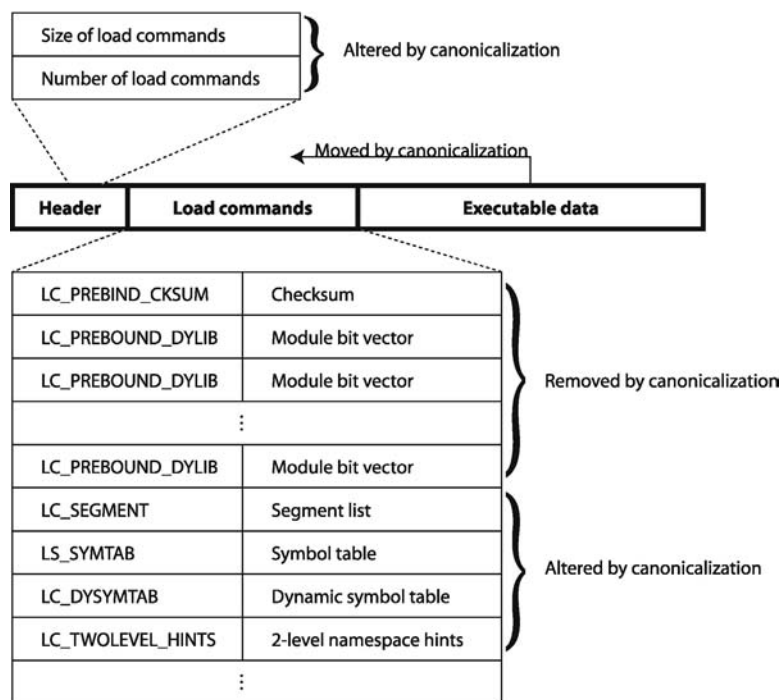 Size of load commands
Number of load commands
Altered by canonicalization
Moved by canonicalization
Header Load commands Executable data
LC_PREBIND_CKSUM Checksum
LC_PREBOUND_DYLIB Module bit vector
LC_PREBOUND_DYLIB Module bit vector
⋮
LC_PREBOUND_DYLIB Module bit vector
Removed by canonicalization
LC_SEGMENT Segment list
LS_SYMTAB Symbol table
LC_DYSYMTAB Dynamic symbol table
LC_TWOLEVEL_HINTS 2-level namespace hints
⋮
Altered by canonicalization